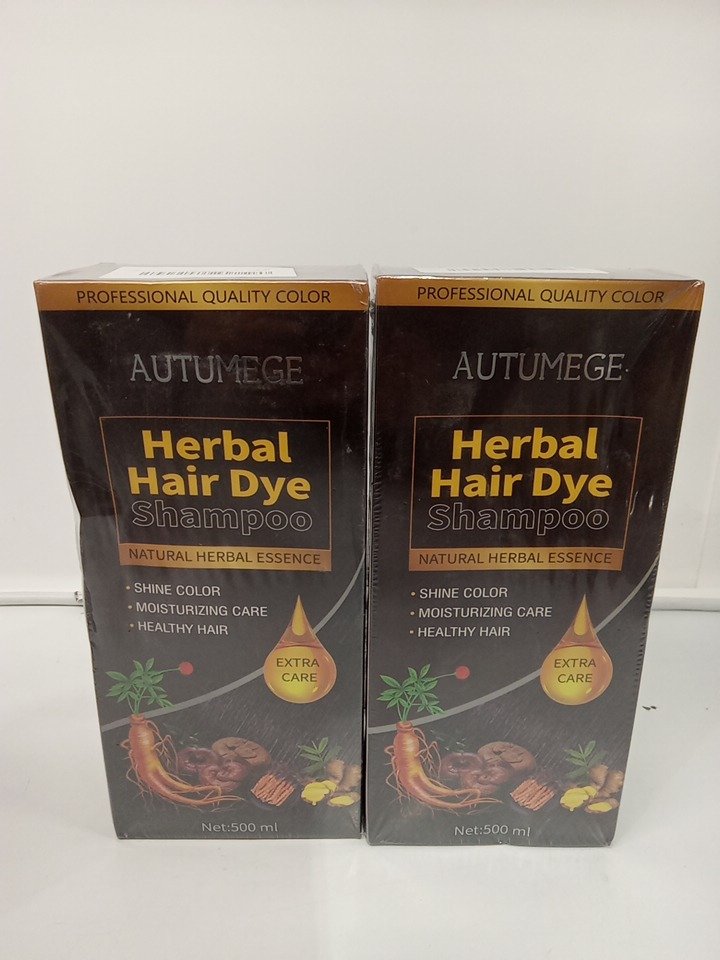 PROFESSIONAL QUALITY COLOR
AUTUMEGE
Herbal
Hair Dye
Shampoo
NATURAL HERBAL ESSENCE
• SHINE COLOR
• MOISTURIZING CARE
• HEALTHY HAIR
EXTRA
CARE
Net:500 ml
PROFESSIONAL QUALITY COLOR
AUTUMEGE
Herbal
Hair Dye
Shampoo
NATURAL HERBAL ESSENCE
• SHINE COLOR
• MOISTURIZING CARE
• HEALTHY HAIR
EXTRA
CARE
Net:500 ml